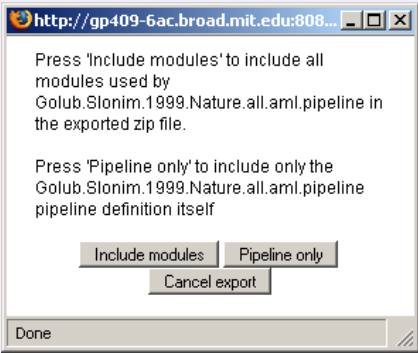 http://gp409-6ac.broad.mit.edu:808...
Press 'Include modules' to include all
modules used by
Golub.Slonim.1999.Nature.all.aml.pipeline in
the exported zip file.
Press 'Pipeline only' to include only the
Golub.Slonim.1999.Nature.all.aml.pipeline
pipeline definition itself
Include modules Pipeline only
Cancel export
Done